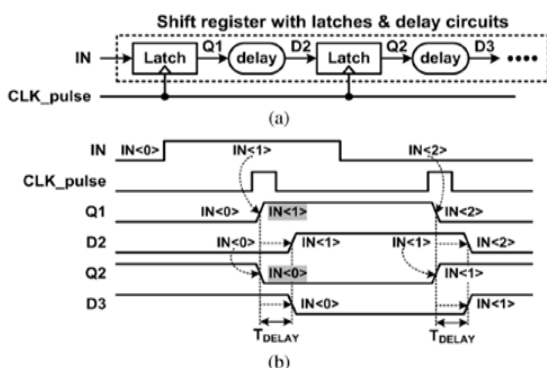 Shift register with latches & delay circuits
IN Latch Q1 delay D2 Latch Q2 delay D3
CLK_pulse
(a)
IN IN<0> IN<1> IN<2>
CLK_pulse
Q1 IN<0> IN<1> IN<2>
D2 IN<0> IN<1> IN<1> IN<2>
Q2 IN<0> IN<1>
D3 IN<0> IN<1>
TDELAY TDELAY
(b)